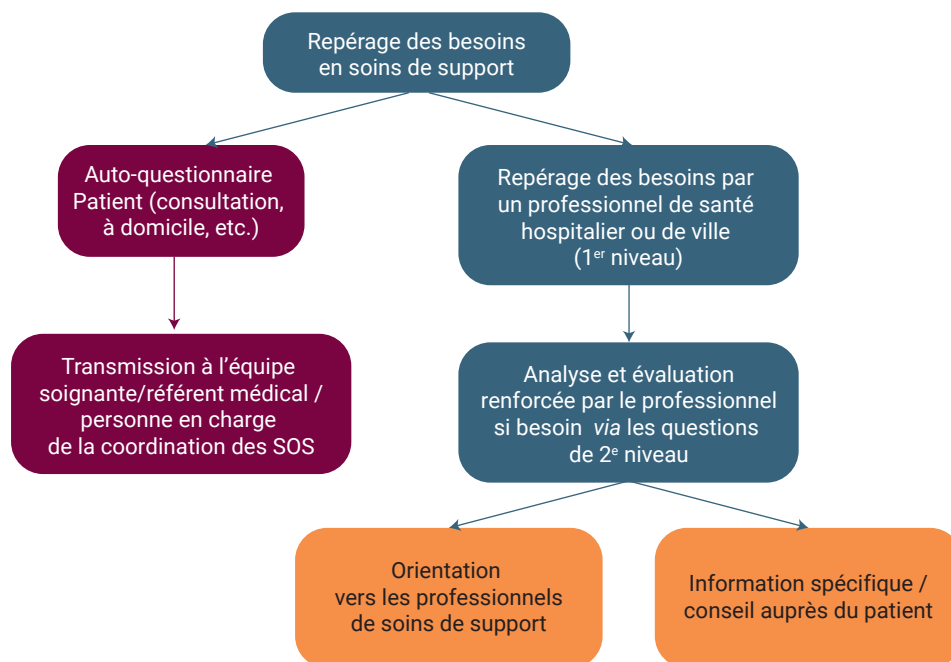 Repérage des besoins
en soins de support
Auto-questionnaire
Patient (consultation,
à domicile, etc.)
Repérage des besoins par
un professionnel de santé
hospitalier ou de ville
(1er niveau)
Transmission à l'équipe
soignante/référent médical /
personne en charge
de la coordination des SOS
Analyse et évaluation
renforcée par le professionnel
si besoin via les questions
de 2e niveau
Orientation
vers les professionnels
de soins de support
Information spécifique /
conseil auprès du patient